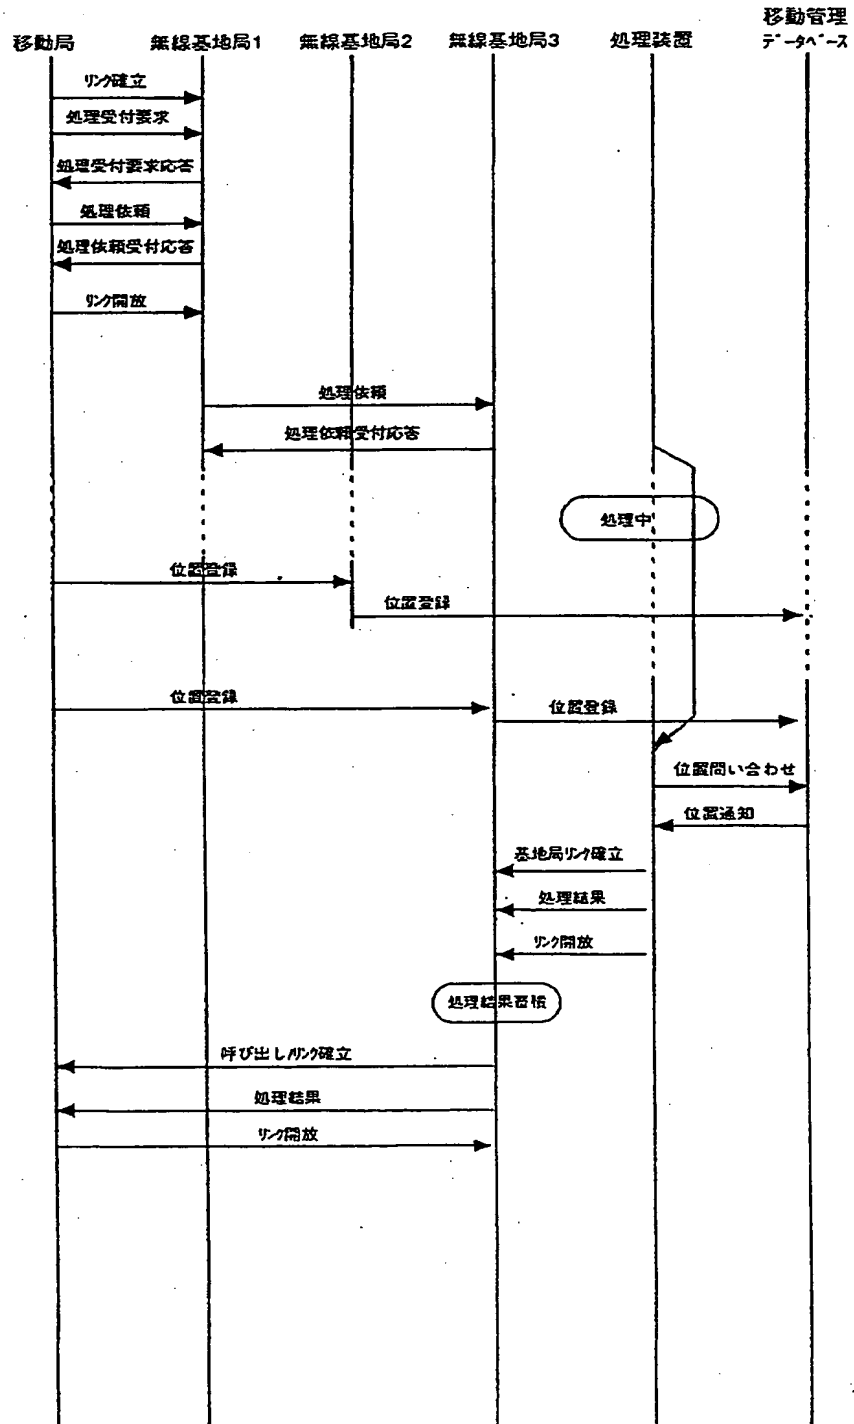 移動局
無線基地局1
無線基地局2
無線基地局3
処理装置
移動管理
データベース
リンク確立
処理受付要求
処理受付要求応答
処理依頼
処理依頼受付応答
リンク開放
処理依頼
処理依頼受付応答
処理中
位置登録
位置登録
位置登録
位置登録
位置問い合わせ
位置通知
基地局リンク確立
処理結果
リンク開放
処理結果蓄積
呼び出し/リンク確立
処理結果
リンク開放